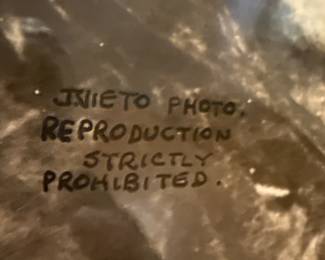 J.NIETO PHOTO.
REPRODUCTION
STRICTLY
PROHIBITED.